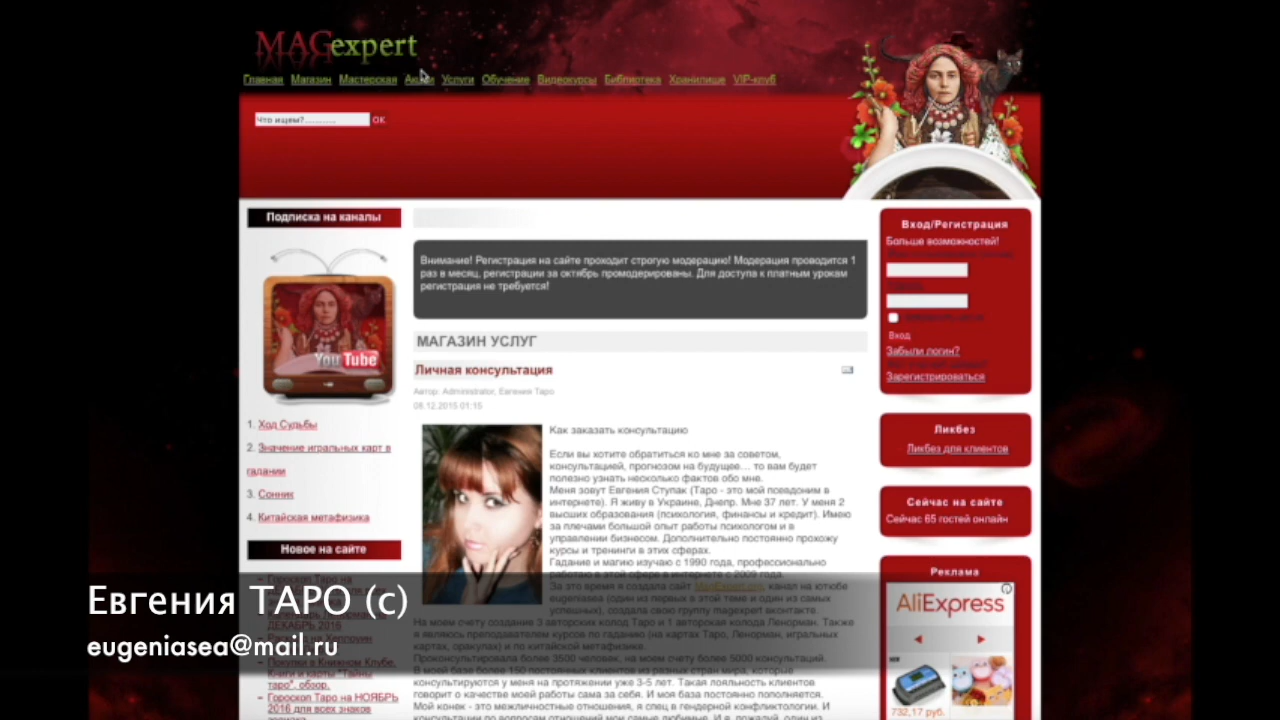 MAGexpert
Главная Магазин Мастерская Акции Услуги Обучение Видеокурсы Библиотека Хранилище VIP-клуб
Что ищем?........... OK
Подписка на каналы
You Tube
1. Ход Судьбы
2. Значение игральных карт в
гадании
3. Сонник
4. Китайская метафизика
Новое на сайте
Гороскоп Таро на
ДЕКАБРЬ 2016
Покупки в Книжном Клубе.
Книги и карты "Тайны
таро", обзор.
Гороскоп Таро на НОЯБРЬ
2016 для всех знаков
Внимание! Регистрация на сайте проходит строгую модерацию! Модерация проводится 1
раз в месяц, регистрации за октябрь промодерированы. Для доступа к платным урокам
регистрация не требуется!
МАГАЗИН УСЛУГ
Личная консультация
Автор: Administrator, Евгения Таро
08.12.2015 01:15
Как заказать консультацию
Если вы хотите обратиться ко мне за советом,
консультацией, прогнозом на будущее... то вам будет
полезно узнать несколько фактов обо мне.
Меня зовут Евгения Ступак (Таро - это мой псевдоним в
интернете). Я живу в Украине, Днепр. Мне 37 лет. У меня 2
высших образования (психология, финансы и кредит). Имею
за плечами большой опыт работы психологом и в
управлении бизнесом. Дополнительно постоянно прохожу
курсы и тренинги в этих сферах.
Гадание и магию изучаю с 1990 года, профессионально
работаю в этой сфере в интернете с 2009 года.
За это время я создала сайт канал на ютюбе
eugeniasea (один из первых в этой теме и один из самых
успешных), создала свою группу magexpert вконтакте.
На моем счету создание 3 авторских колод Таро и 1 авторская колода Ленорман. Также
я являюсь преподавателем курсов по гаданию (на картах Таро, Ленорман, игральных
картах, оракулах) и по китайской метафизике.
Проконсультировала более 3500 человек, на моем счету более 5000 консультаций.
В моей базе более 150 постоянных клиентов из разных стран мира, которые
консультируются у меня на протяжении уже 3-5 лет. Такая лояльность клиентов
говорит о качестве моей работы сама за себя. И моя база постоянно пополняется.
Мой конек - это межличностные отношения, я спец в гендерной конфликтологии. И
консультации по вопросам отношений мои самые любимые. И я, пожалуй, один из
Вход/Регистрация
Больше возможностей!
Вход
Забыли логин?
Зарегистрироваться
Ликбез
Ликбез для клиентов
Сейчас на сайте
Сейчас 65 гостей онлайн
Реклама
AliExpress
732,17 руб.
Евгения ТАРО (с)
eugeniasea@mail.ru